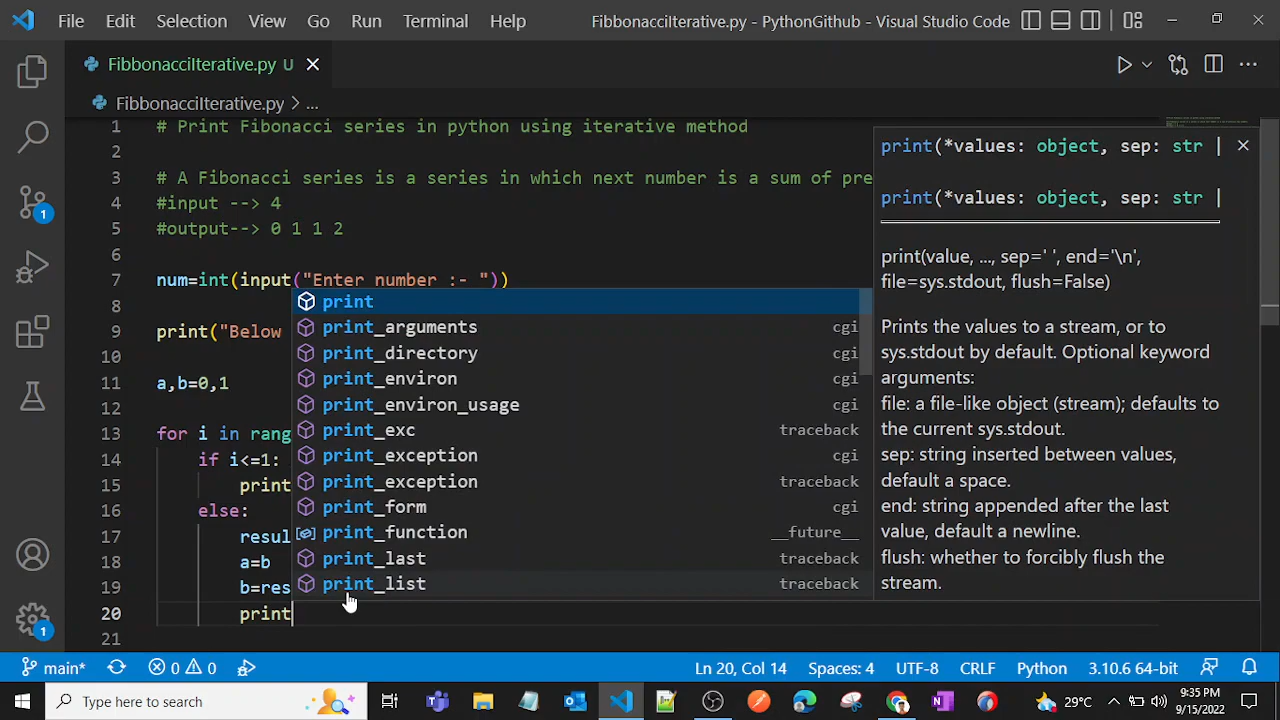 File Edit Selection View Go Run Terminal Help FibbonacciIterative.py - PythonGithub - Visual Studio Code
FibbonacciIterative.py U
FibbonacciIterative.py > ...
1 # Print Fibonacci series in python using iterative method
2
3 # A Fibonacci series is a series in which next number is a sum of pre
4 #input --> 4
5 #output--> 0 1 1 2
6
7 num=int(input("Enter number :- "))
8
9 print("Below
10
11 a,b=0,1
12
13 for i in rang
14 if i<=1:
15 print
16 else:
17 resul
18 a=b
19 b=res
20 print
21
print
print_arguments cgi
print_directory cgi
print_environ cgi
print_environ_usage cgi
print_exc traceback
print_exception cgi
print_exception traceback
print_form cgi
print_function __future__
print_last traceback
print_list traceback
print(*values: object, sep: str |
print(*values: object, sep: str |
print(value, ..., sep=' ', end='\n',
file=sys.stdout, flush=False)
Prints the values to a stream, or to
sys.stdout by default. Optional keyword
arguments:
file: a file-like object (stream); defaults to
the current sys.stdout.
sep: string inserted between values,
default a space.
end: string appended after the last
value, default a newline.
flush: whether to forcibly flush the
stream.
1
1
main* 0 0 Ln 20, Col 14 Spaces: 4 UTF-8 CRLF Python 3.10.6 64-bit
Type here to search 29°C 9:35 PM
9/15/2022